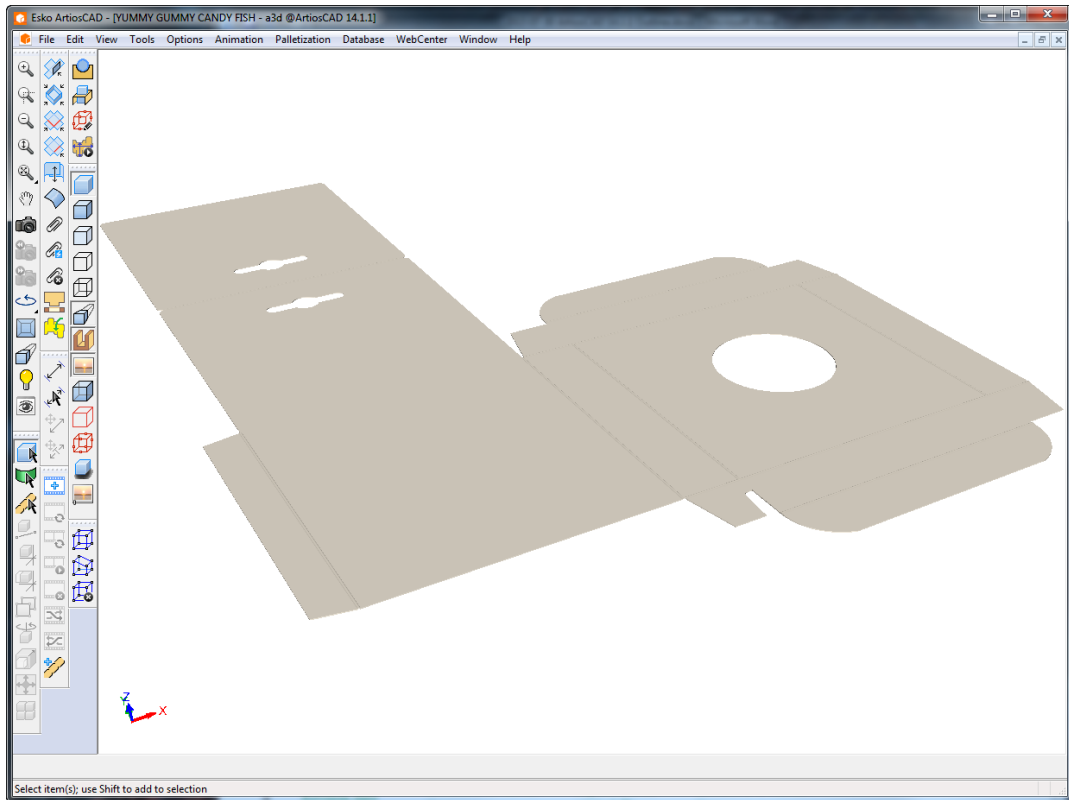 Esko ArtiosCAD - [YUMMY GUMMY CANDY FISH - a3d @ArtiosCAD 14.1.1]
File Edit View Tools Options Animation Palletization Database WebCenter Window Help
Z
X
Select item(s); use Shift to add to selection